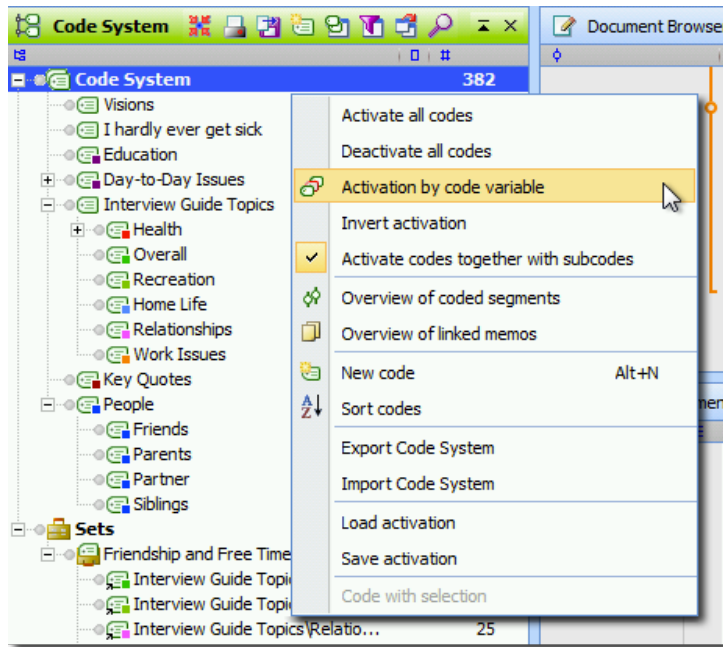 Code System
Document Browse
#
Code System 382
Visions
I hardly ever get sick
Education
Day-to-Day Issues
Interview Guide Topics
Health
Overall
Recreation
Home Life
Relationships
Work Issues
Key Quotes
People
Friends
Parents
Partner
Siblings
Sets
Friendship and Free Time
Interview Guide Topi
Interview Guide Topi
Interview Guide Topics\Relatio... 25
Activate all codes
Deactivate all codes
Activation by code variable
Invert activation
Activate codes together with subcodes
Overview of coded segments
Overview of linked memos
New code Alt+N
Sort codes
Export Code System
Import Code System
Load activation
Save activation
Code with selection
men